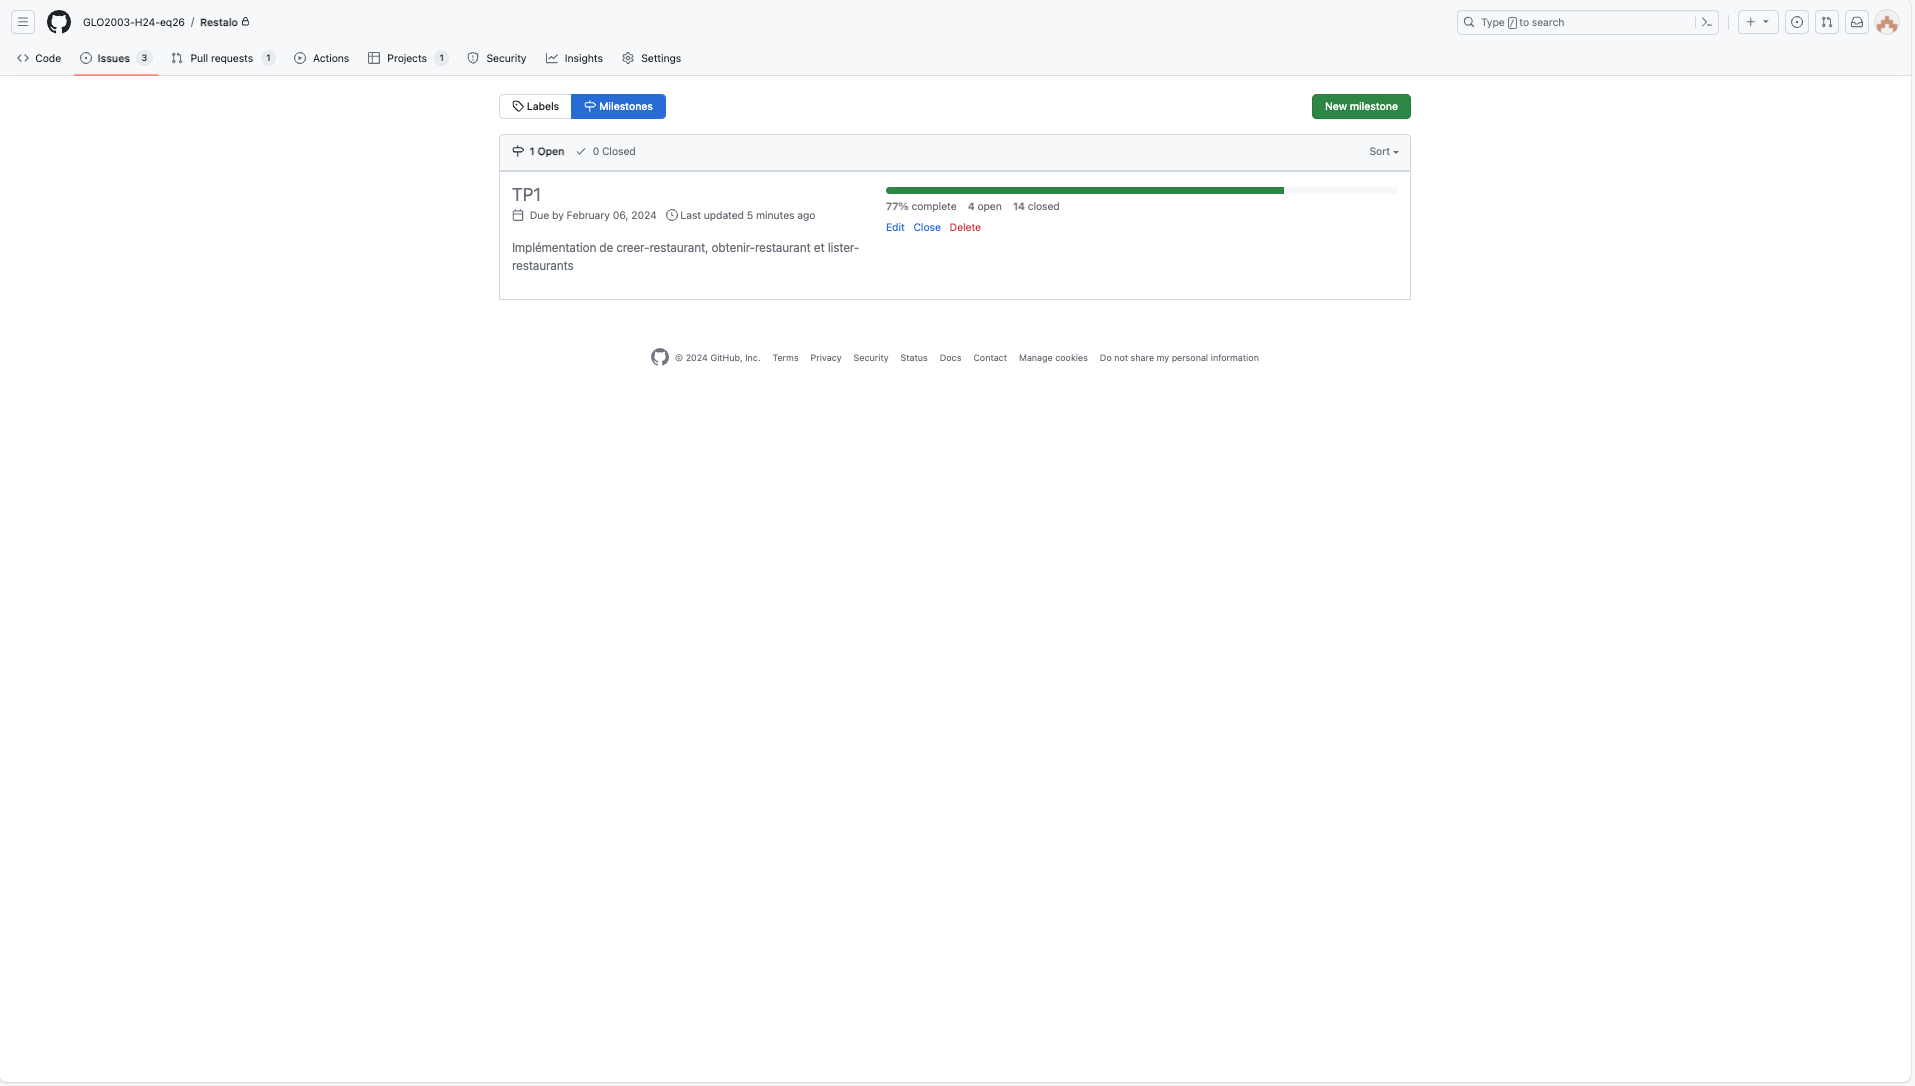 GLO2003-H24-eq26 / Restalo
Type / to search
Code Issues 3 Pull requests 1 Actions Projects 1 Security Insights Settings
Labels Milestones New milestone
1 Open 0 Closed Sort
TP1
Due by February 06, 2024 Last updated 5 minutes ago
Implémentation de creer-restaurant, obtenir-restaurant et lister-
restaurants
77% complete 4 open 14 closed
Edit Close Delete
© 2024 GitHub, Inc. Terms Privacy Security Status Docs Contact Manage cookies Do not share my personal information